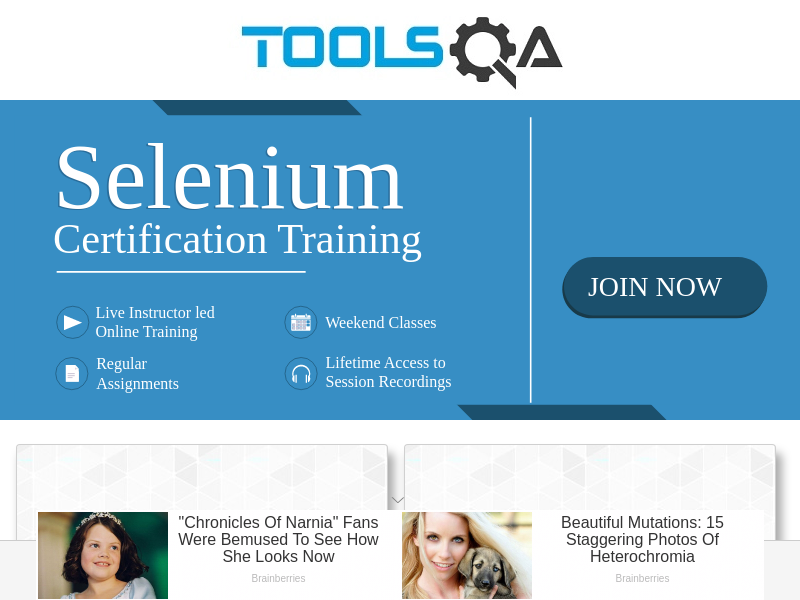 TOOLSQA
Selenium
Certification Training
JOIN NOW
Live Instructor led
Online Training
Weekend Classes
Regular
Assignments
Lifetime Access to
Session Recordings
"Chronicles Of Narnia" Fans
Were Bemused To See How
She Looks Now
Brainberries
Beautiful Mutations: 15
Staggering Photos Of
Heterochromia
Brainberries